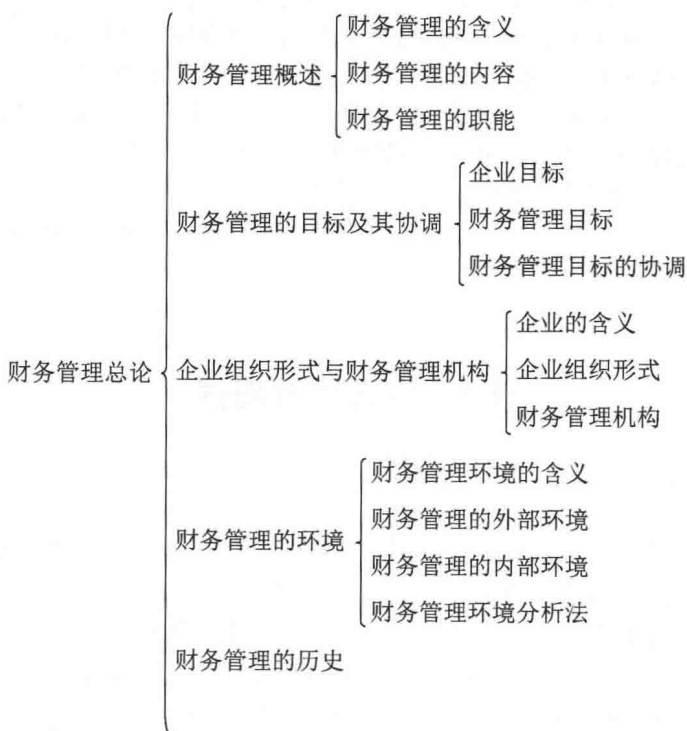 财务管理总论
财务管理概述
财务管理的含义
财务管理的内容
财务管理的职能
财务管理的目标及其协调
企业目标
财务管理目标
财务管理目标的协调
企业组织形式与财务管理机构
企业的含义
企业组织形式
财务管理机构
财务管理的环境
财务管理环境的含义
财务管理的外部环境
财务管理的内部环境
财务管理环境分析法
财务管理的历史